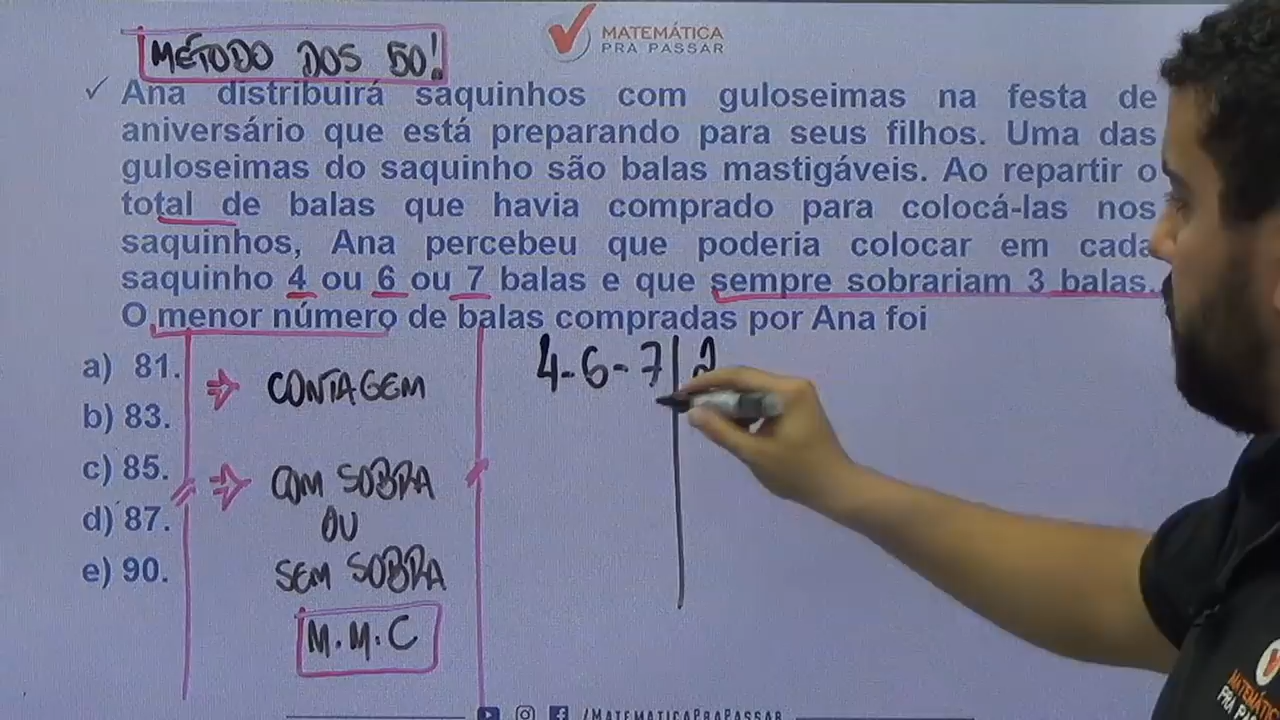 MATEMÁTICA
PRA PASSAR
MÉTODO DOS 50!
✓ Ana distribuirá saquinhos com guloseimas na festa de
aniversário que está preparando para seus filhos. Uma das
guloseimas do saquinho são balas mastigáveis. Ao repartir o
total de balas que havia comprado para colocá-las nos
saquinhos, Ana percebeu que poderia colocar em cada
saquinho 4 ou 6 ou 7 balas e que sempre sobrariam 3 balas.
O menor número de balas compradas por Ana foi
a) 81.
b) 83.
c) 85.
d) 87.
e) 90.
⇒ CONTAGEM
⇒ COM SOBRA
OU
SEM SOBRA
M.M.C
4-6-7|2
/MATEMATICAPRAPASSAR